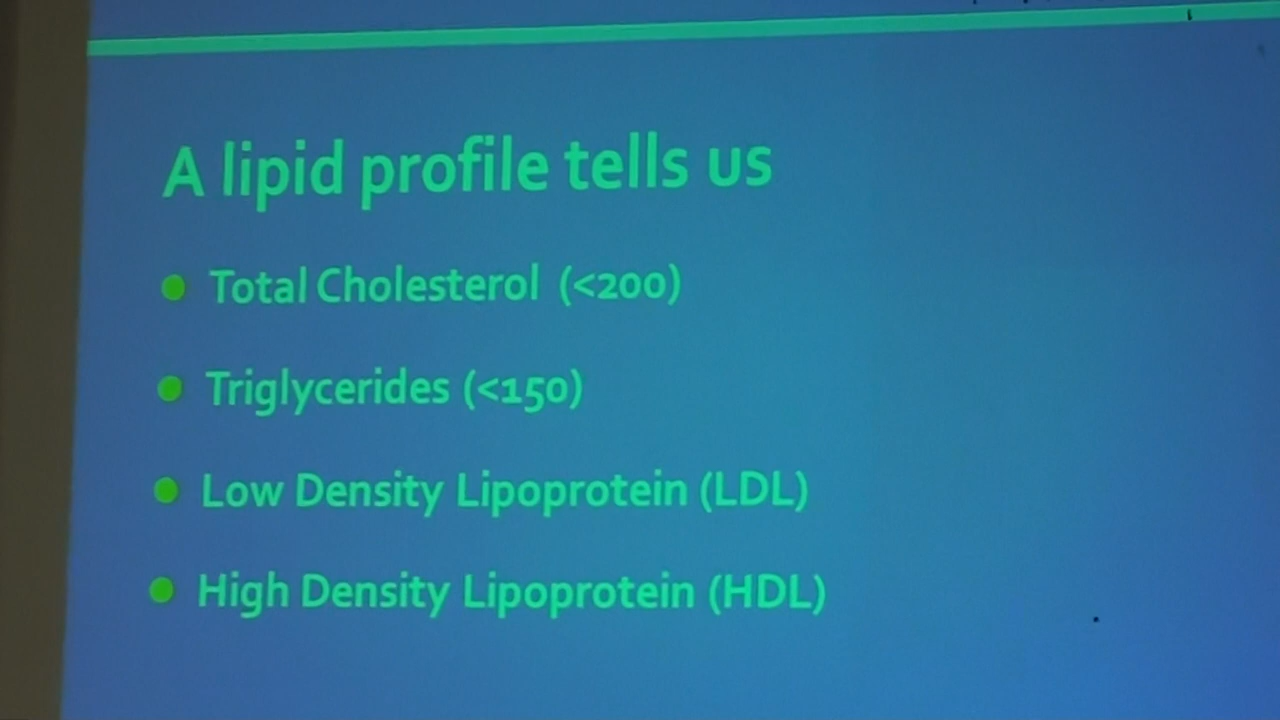 A lipid profile tells us
Total Cholesterol (<200)
Triglycerides (<150)
Low Density Lipoprotein (LDL)
High Density Lipoprotein (HDL)